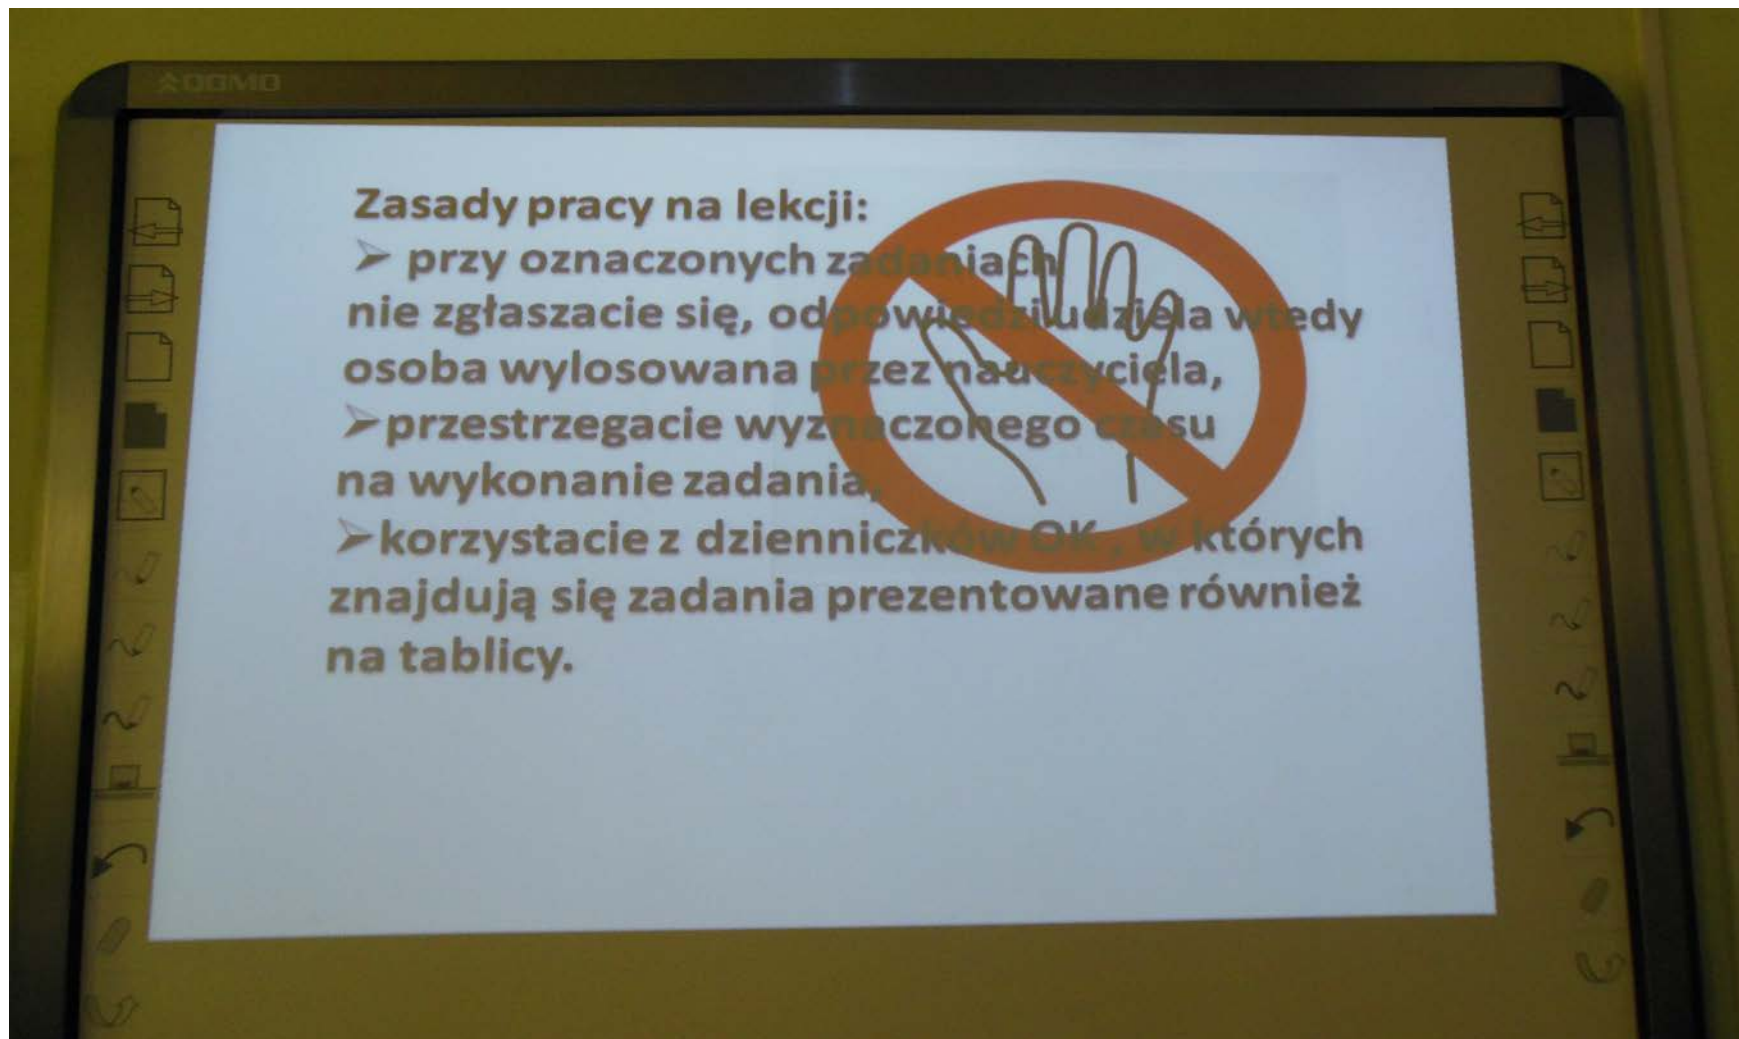 QOMO
Zasady pracy na lekcji:
➢ przy oznaczonych zadaniach
nie zgłaszacie się, odpowiedzi udziela wtedy
osoba wylosowana przez nauczyciela,
➢przestrzegacie wyznaczonego czasu
na wykonanie zadania,
➢korzystacie z dzienniczków OK , w których
znajdują się zadania prezentowane również
na tablicy.